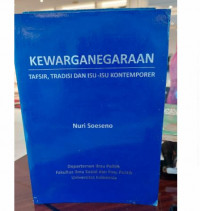 KEWARGANEGARAAN
TAFSIR, TRADISI DAN ISU-ISU KONTEMPORER
Nuri Soeseno
Departemen Ilmu Politik
Fakultas Ilmu Sosial dan Ilmu Politik
Universitas Indonesia